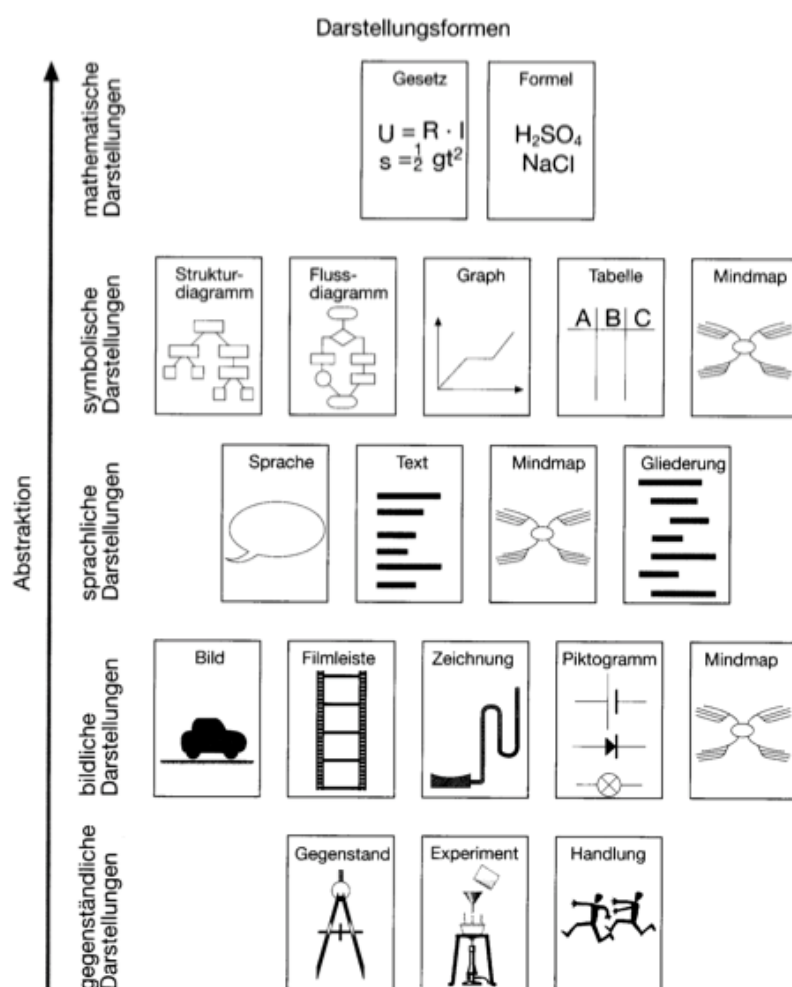 Darstellungsformen
Abstraktion
mathematische
Darstellungen
Gesetz
U = R · I
s = ½ gt²
Formel
H₂SO₄
NaCl
symbolische
Darstellungen
Struktur-
diagramm
Fluss-
diagramm
Graph
Tabelle
A B C
Mindmap
sprachliche
Darstellungen
Sprache
Text
Mindmap
Gliederung
bildliche
Darstellungen
Bild
Filmleiste
Zeichnung
Piktogramm
Mindmap
gegenständliche
Darstellungen
Gegenstand
Experiment
Handlung